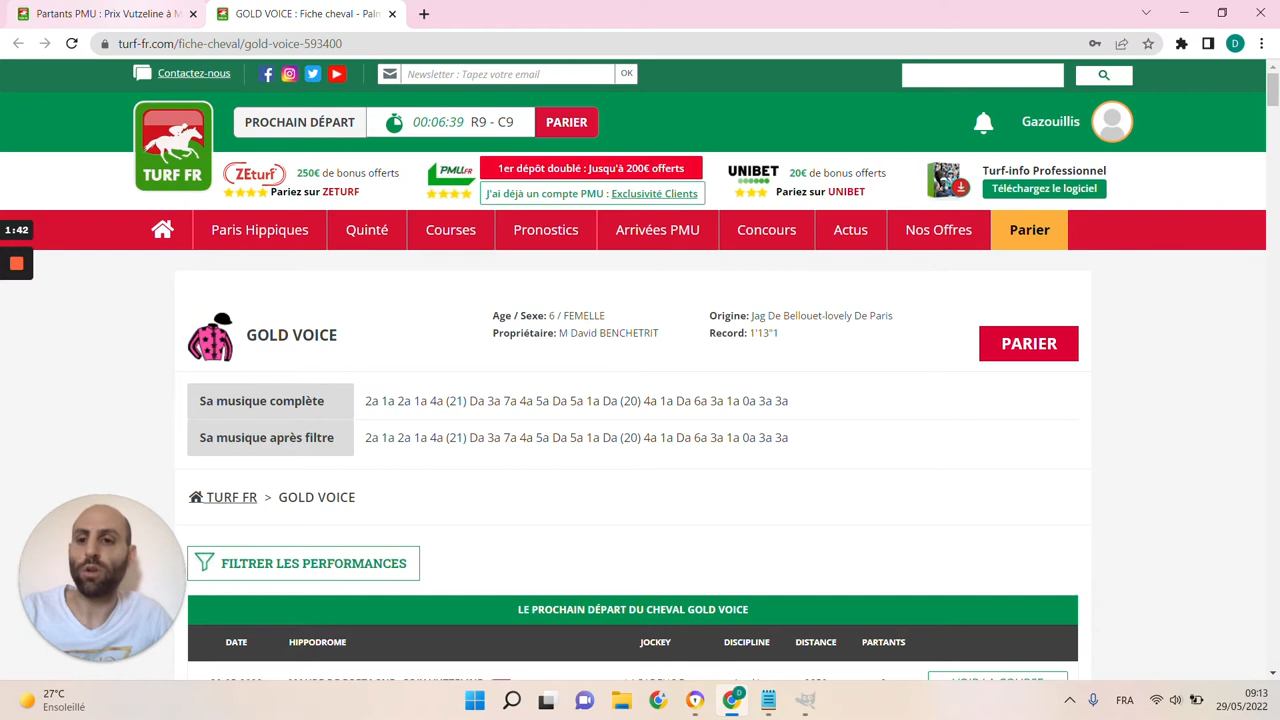 Partants PMU : Prix Vutzeline à M
GOLD VOICE : Fiche cheval - Paln
turf-fr.com/fiche-cheval/gold-voice-593400
D
Contactez-nous
Newsletter : Tapez votre email
OK
TURF FR
PROCHAIN DÉPART
00:06:39 R9 - C9
PARIER
Gazouillis
ZEturf
250€ de bonus offerts
Pariez sur ZETURF
PMU.FR
1er dépôt doublé : Jusqu'à 200€ offerts
J'ai déjà un compte PMU : Exclusivité Clients
UNIBET
20€ de bonus offerts
Pariez sur UNIBET
Turf-info Professionnel
Téléchargez le logiciel
1:42
Paris Hippiques
Quinté
Courses
Pronostics
Arrivées PMU
Concours
Actus
Nos Offres
Parier
GOLD VOICE
Age / Sexe: 6 / FEMELLE
Propriétaire: M David BENCHETRIT
Origine: Jag De Bellouet-lovely De Paris
Record: 1'13"1
PARIER
Sa musique complète
2a 1a 2a 1a 4a (21) Da 3a 7a 4a 5a Da 5a 1a Da (20) 4a 1a Da 6a 3a 1a 0a 3a 3a
Sa musique après filtre
2a 1a 2a 1a 4a (21) Da 3a 7a 4a 5a Da 5a 1a Da (20) 4a 1a Da 6a 3a 1a 0a 3a 3a
TURF FR > GOLD VOICE
FILTRER LES PERFORMANCES
LE PROCHAIN DÉPART DU CHEVAL GOLD VOICE
DATE
HIPPODROME
JOCKEY
DISCIPLINE
DISTANCE
PARTANTS
27°C
Ensoleillé
FRA
09:13
29/05/2022